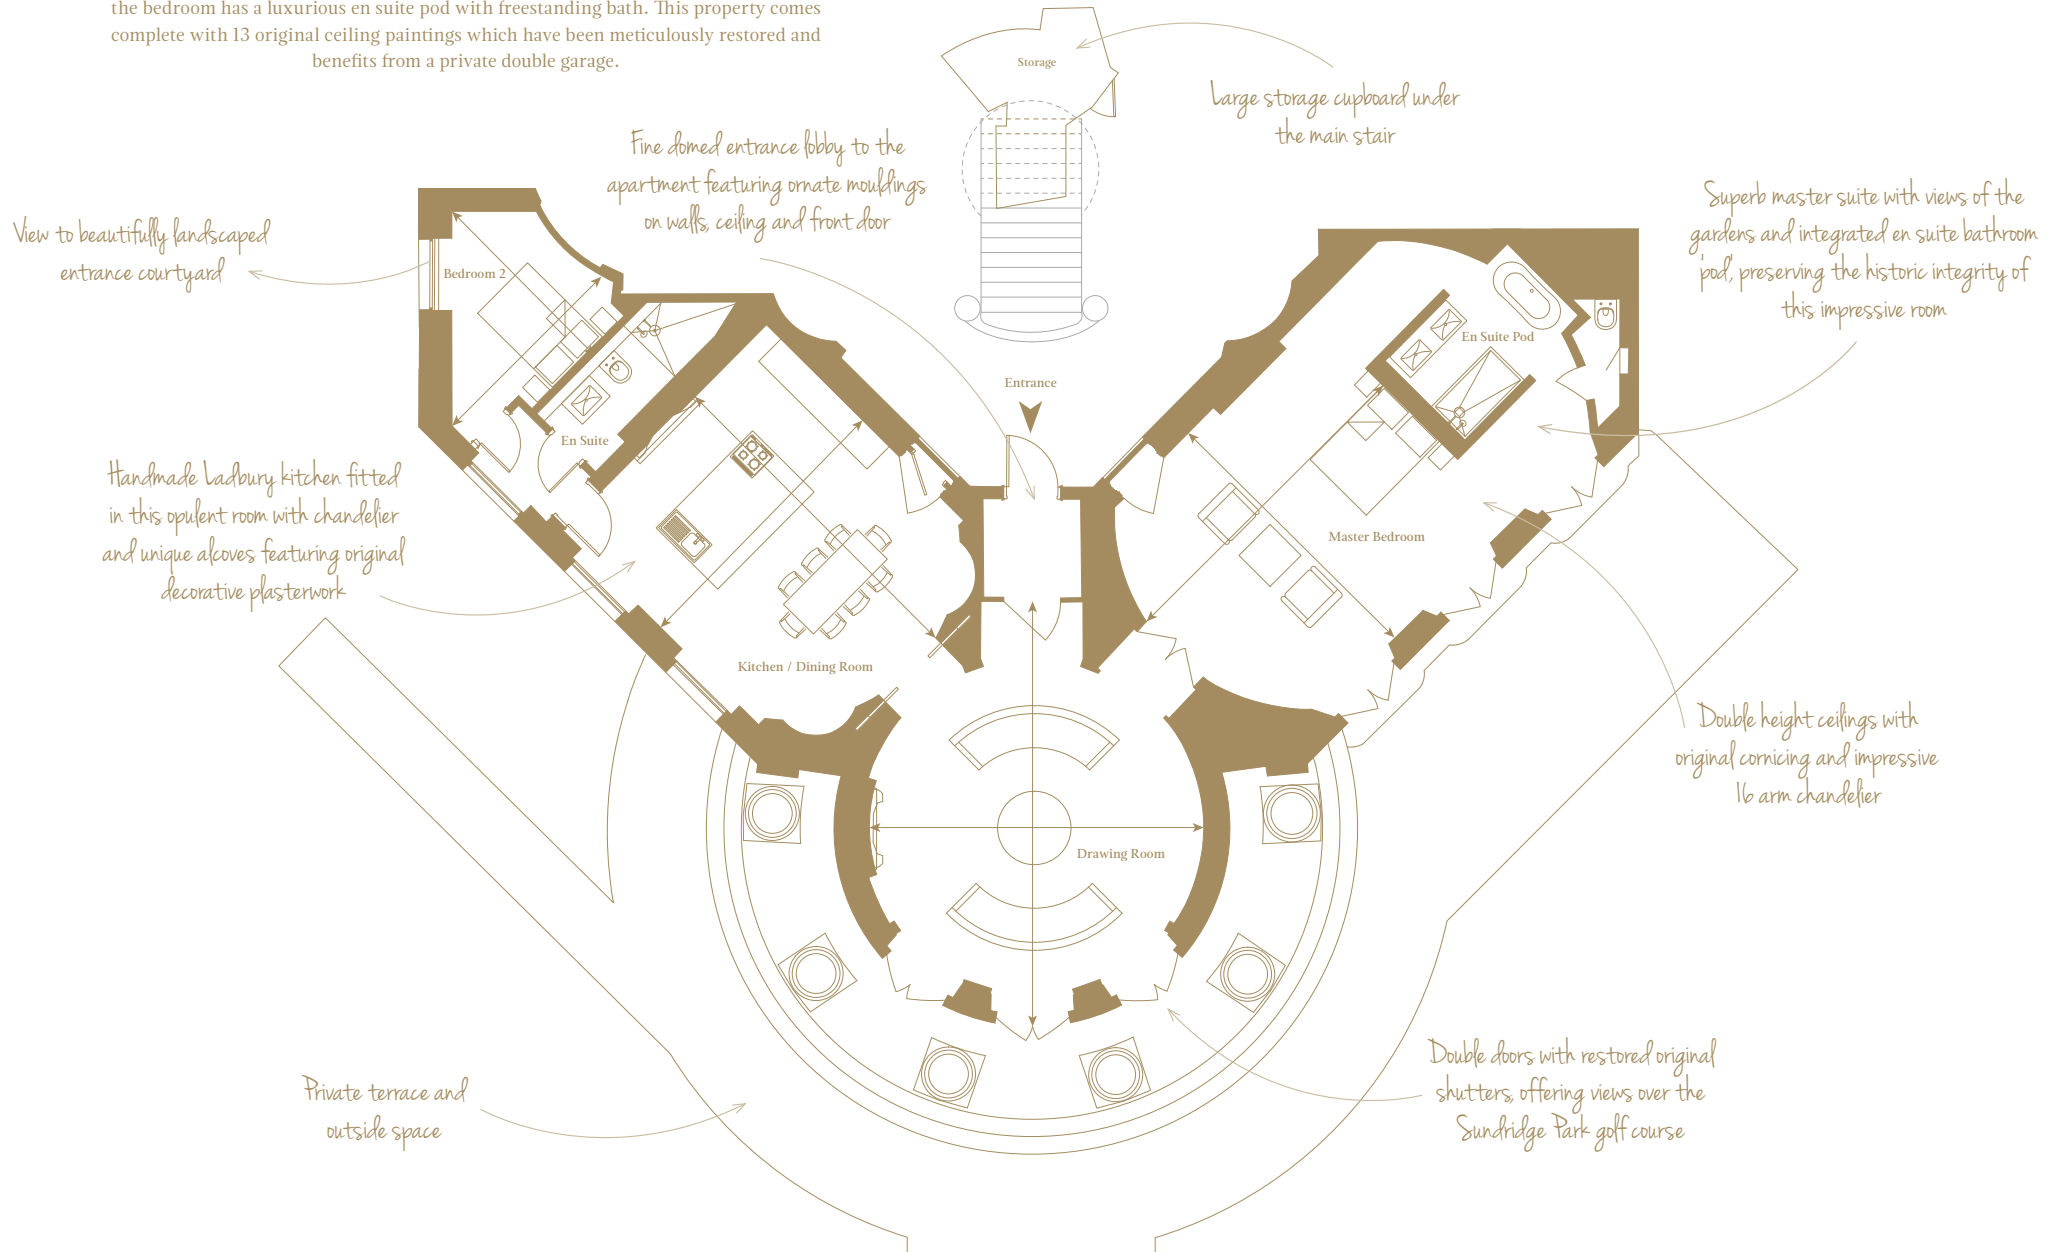 the bedroom has a luxurious en suite pod with freestanding bath. This property comes
complete with 13 original ceiling paintings which have been meticulously restored and
benefits from a private double garage.
Storage
Large storage cupboard under
the main stair
Fine domed entrance lobby to the
apartment featuring ornate mouldings
on walls, ceiling and front door
View to beautifully landscaped
entrance courtyard
Superb master suite with views of the
gardens and integrated en suite bathroom
'pod', preserving the historic integrity of
this impressive room
Bedroom 2
En Suite Pod
Entrance
En Suite
Handmade Ladbury kitchen fitted
in this opulent room with chandelier
and unique alcoves featuring original
decorative plasterwork
Master Bedroom
Kitchen / Dining Room
Double height ceilings with
original cornicing and impressive
16 arm chandelier
Drawing Room
Private terrace and
outside space
Double doors with restored original
shutters, offering views over the
Sundridge Park golf course